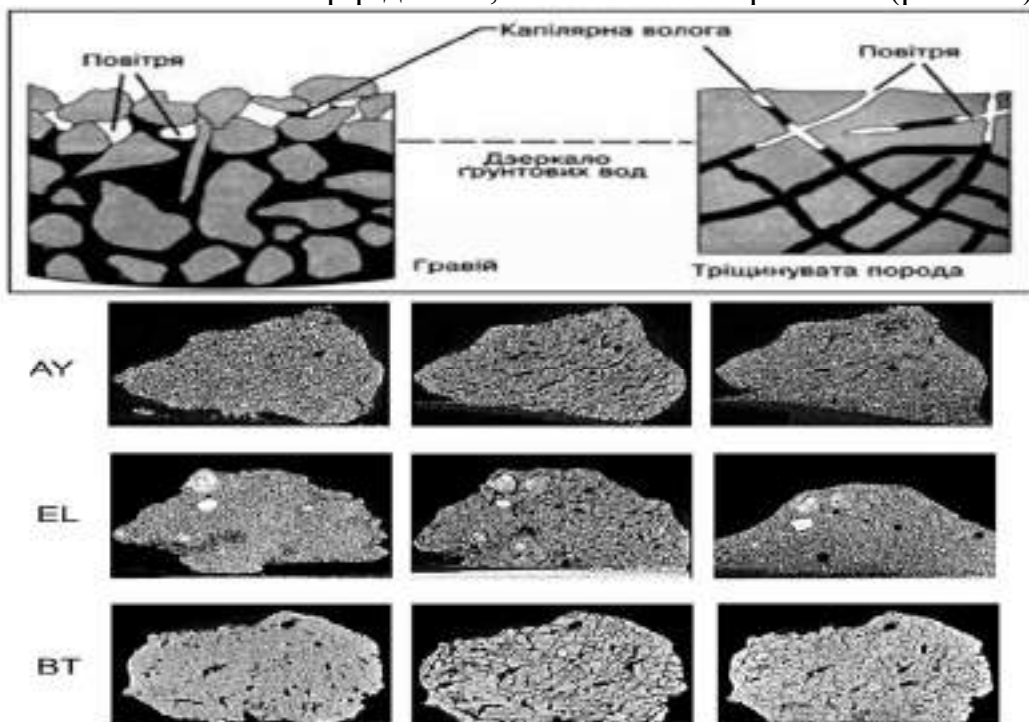 Капілярна волога
Повітря
Повітря
Дзеркало
ґрунтових вод
Гравій
Тріщинувата порода
AY
EL
BT